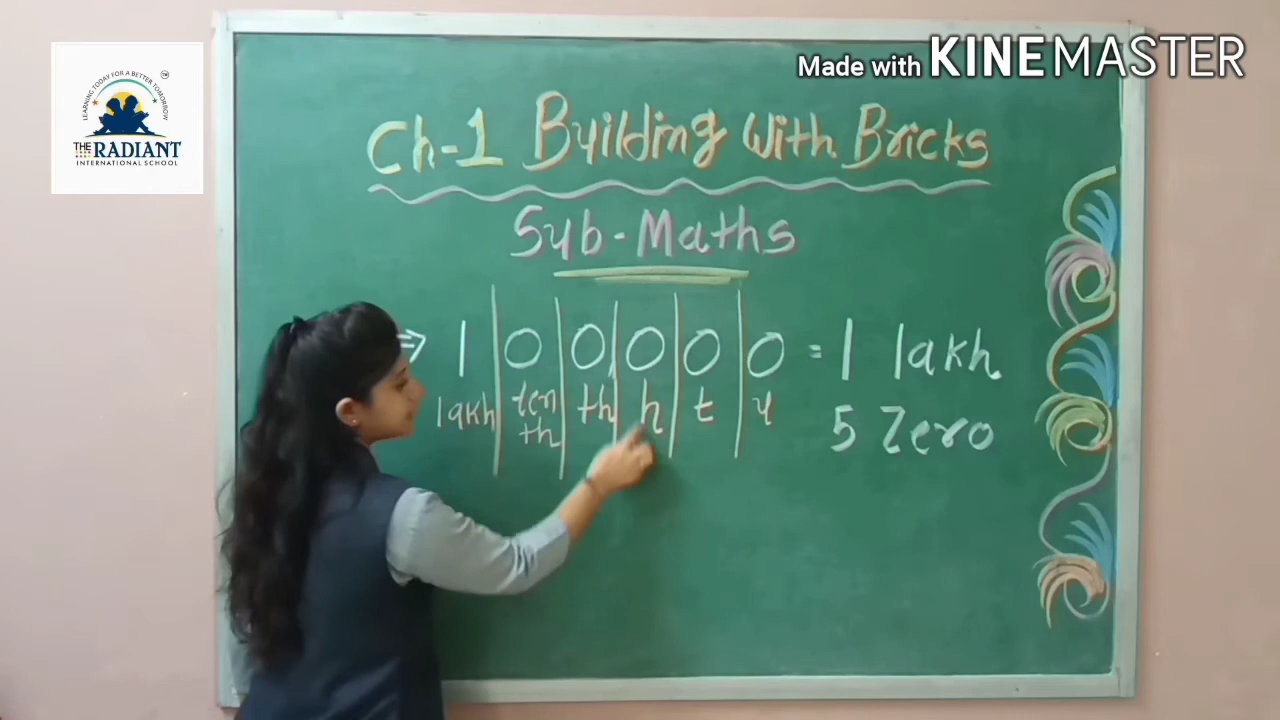 Made with KINEMASTER
LEARNING TODAY FOR A BETTER TOMORROW
TM
THE RADIANT
INTERNATIONAL SCHOOL
Ch-1 Building With Bricks
Sub-Maths
⇒ 1 | 0 | 0 | 0 | 0 | 0 = 1 lakh
lakh | ten th | th | h | t | u 5 Zero